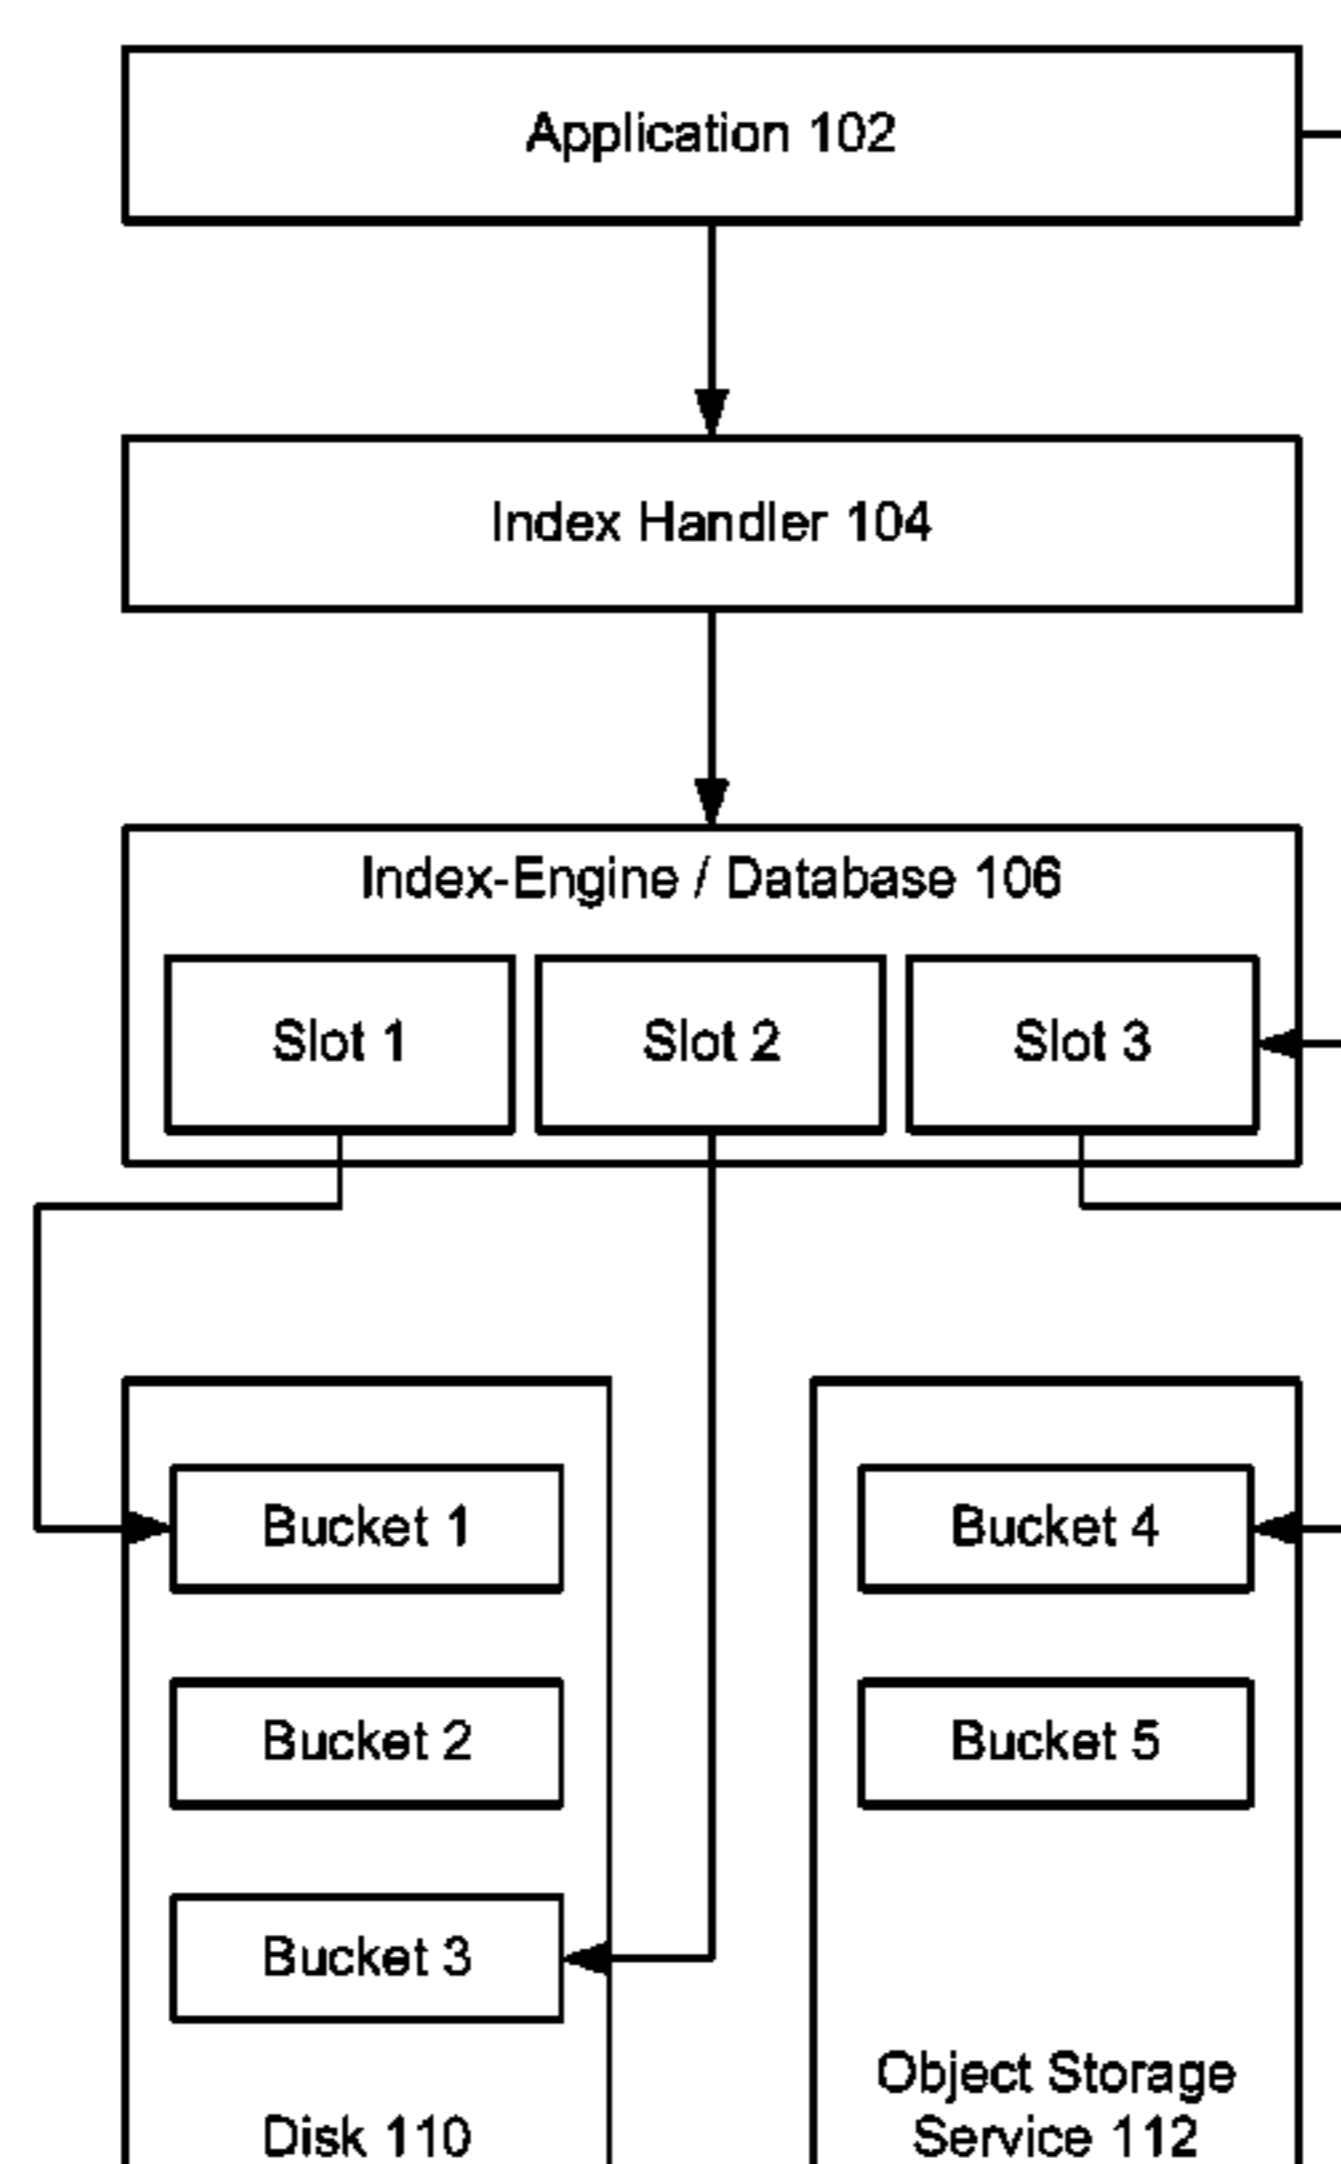 Application 102
Index Handler 104
Index-Engine / Database 106
Slot 1
Slot 2
Slot 3
Bucket 1
Bucket 2
Bucket 3
Disk 110
Bucket 4
Bucket 5
Object Storage
Service 112